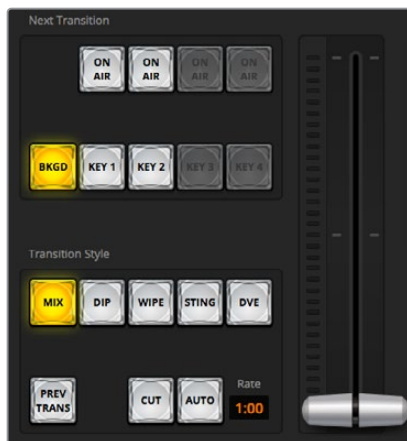 Next Transition
ON AIR ON AIR ON AIR ON AIR
BKGD KEY 1 KEY 2 KEY 3 KEY 4
Transition Style
MIX DIP WIPE STING DVE
PREV TRANS CUT AUTO Rate 1:00